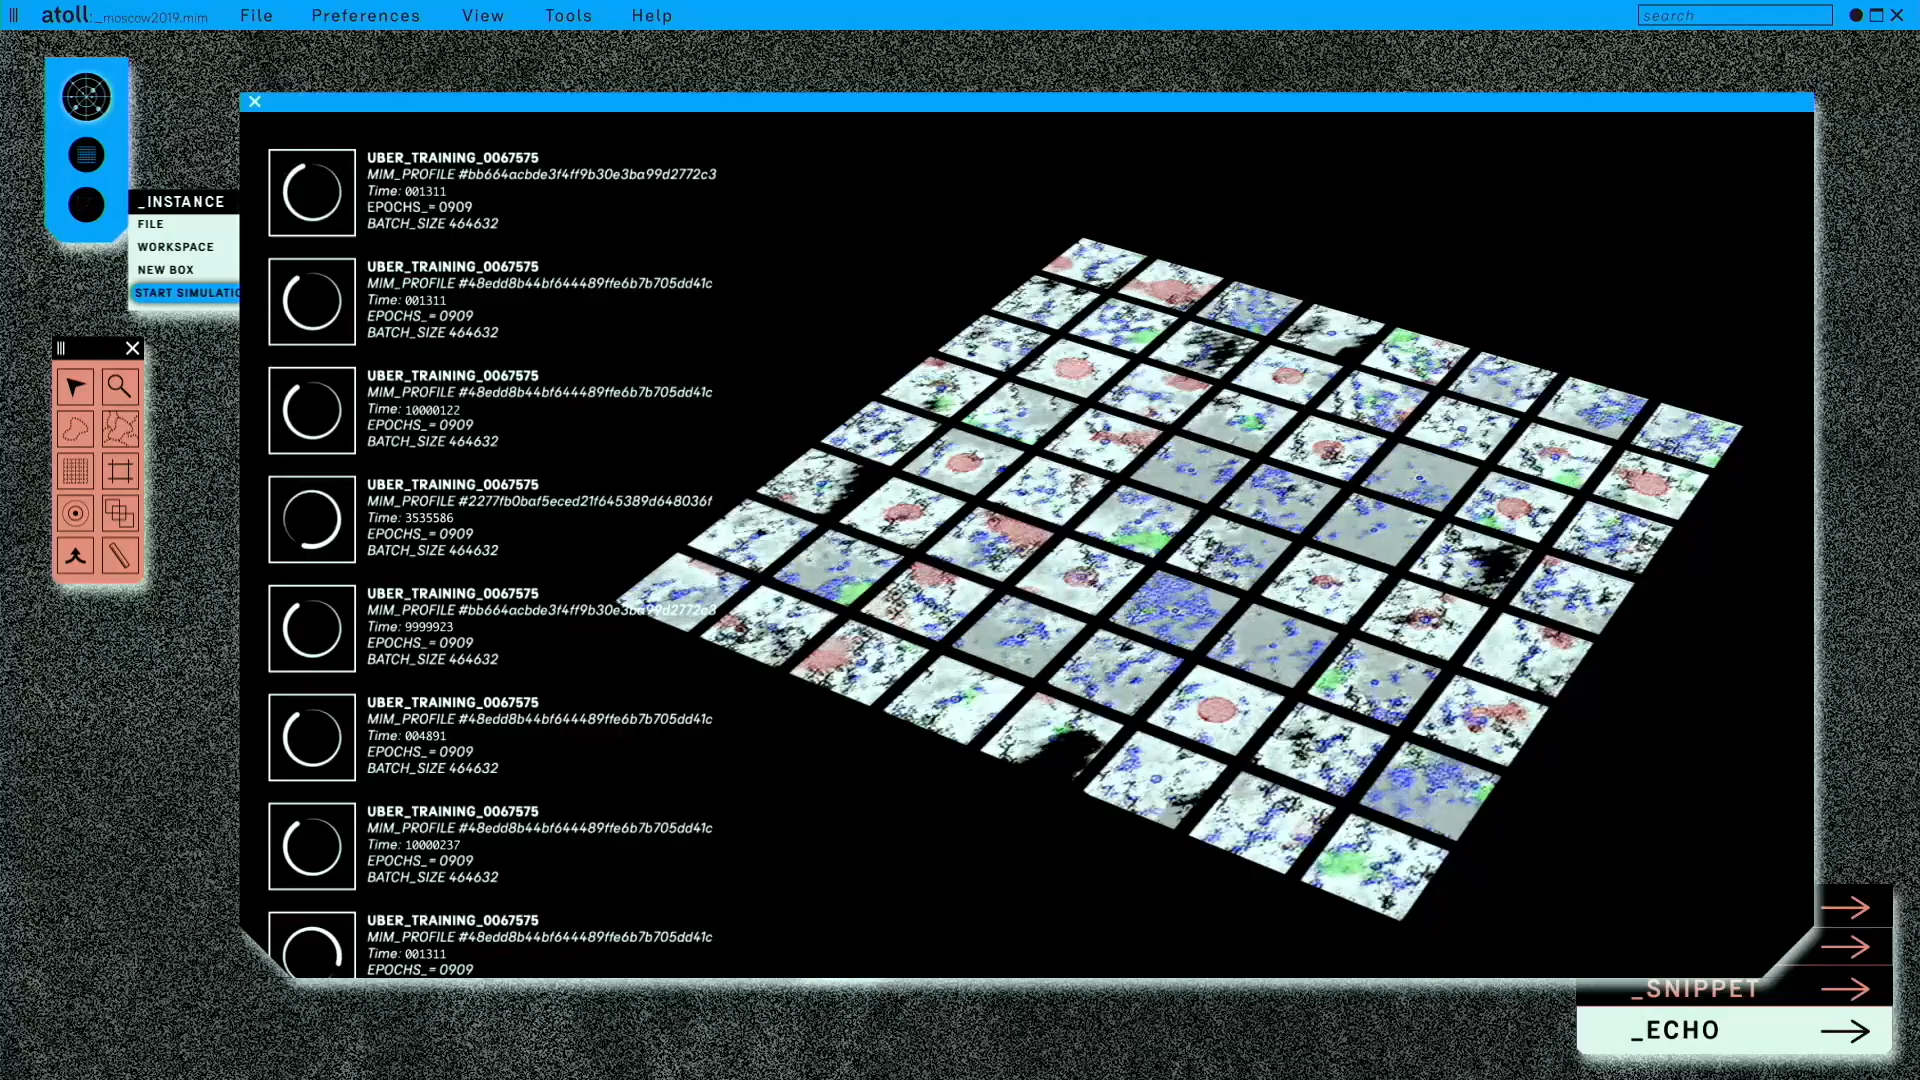 atoll:_moscow2019.mim File Preferences View Tools Help search
_INSTANCE
FILE
WORKSPACE
NEW BOX
START SIMULATIO
UBER_TRAINING_0067575
MIM_PROFILE #bb664acbde3f4ff9b30e3ba99d2772c3
Time: 001311
EPOCHS_= 0909
BATCH_SIZE 464632
UBER_TRAINING_0067575
MIM_PROFILE #48edd8b44bf644489ffe6b7b705dd41c
Time: 001311
EPOCHS_= 0909
BATCH_SIZE 464632
UBER_TRAINING_0067575
MIM_PROFILE #48edd8b44bf644489ffe6b7b705dd41c
Time: 10000122
EPOCHS_= 0909
BATCH_SIZE 464632
UBER_TRAINING_0067575
MIM_PROFILE #2277fb0baf5eced21f645389d648036f
Time: 3535586
EPOCHS_= 0909
BATCH_SIZE 464632
UBER_TRAINING_0067575
MIM_PROFILE #bb664acbde3f4ff9b30e3ba99d2772c3
Time: 9999923
EPOCHS_= 0909
BATCH_SIZE 464632
UBER_TRAINING_0067575
MIM_PROFILE #48edd8b44bf644489ffe6b7b705dd41c
Time: 004891
EPOCHS_= 0909
BATCH_SIZE 464632
UBER_TRAINING_0067575
MIM_PROFILE #48edd8b44bf644489ffe6b7b705dd41c
Time: 10000237
EPOCHS_= 0909
BATCH_SIZE 464632
UBER_TRAINING_0067575
MIM_PROFILE #48edd8b44bf644489ffe6b7b705dd41c
Time: 001311
EPOCHS_= 0909
_SNIPPET
_ECHO